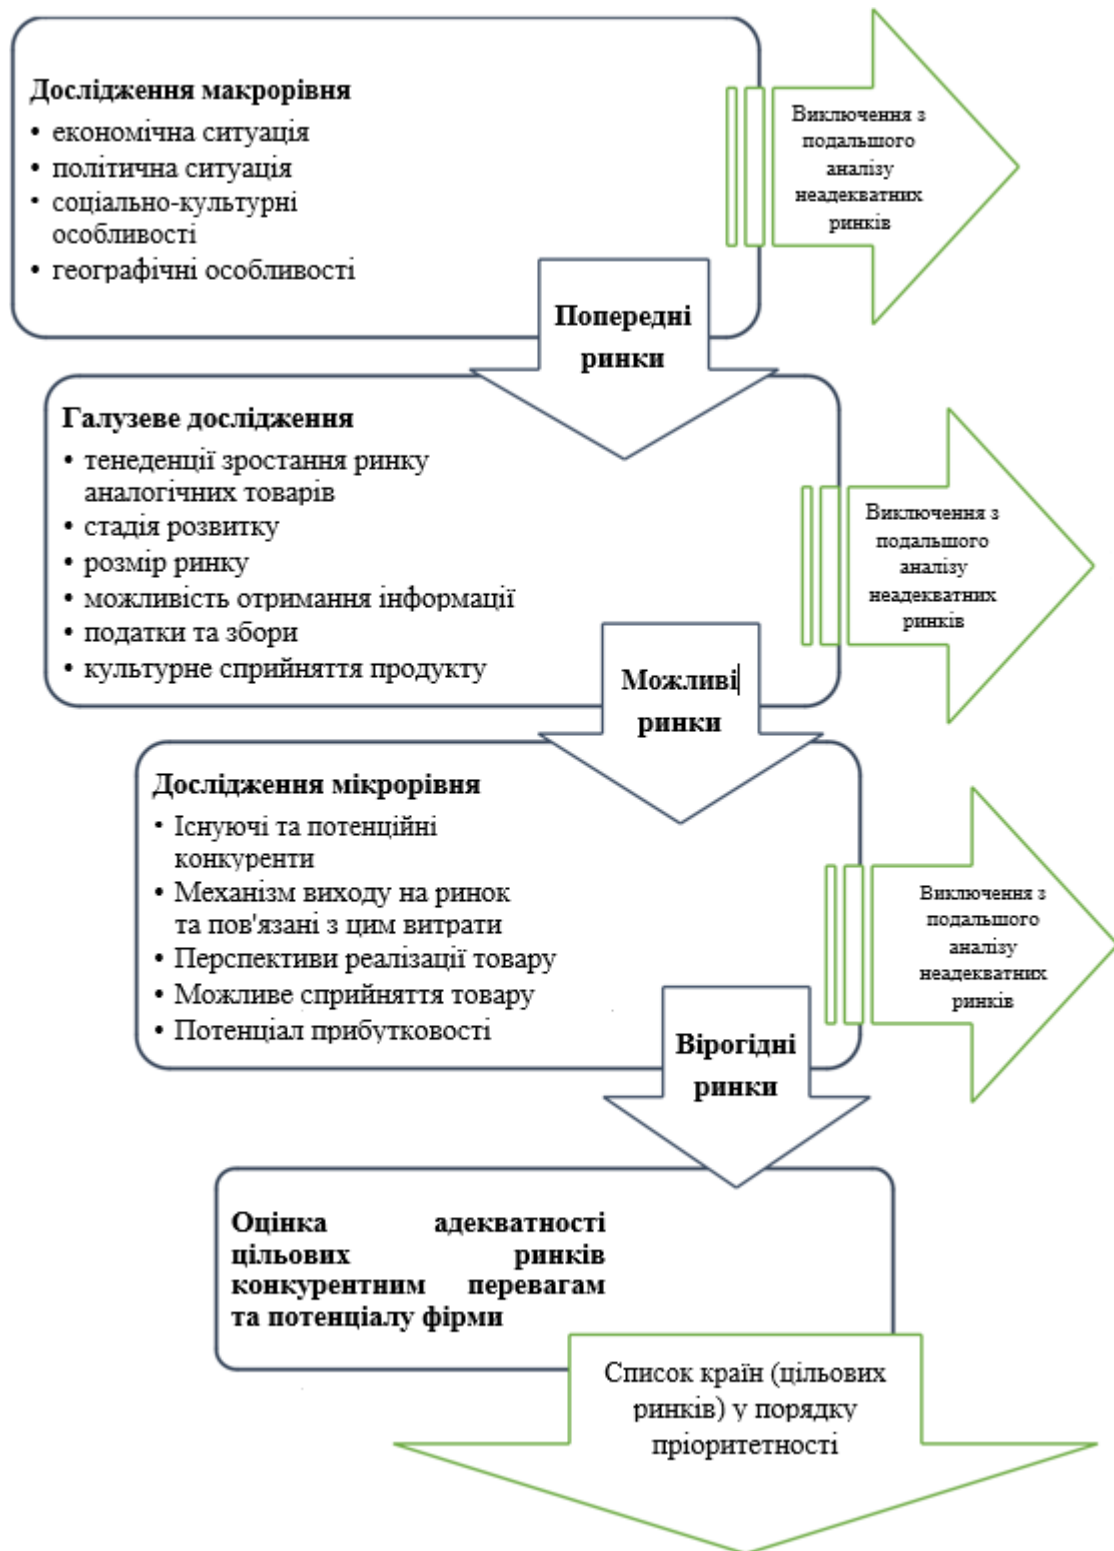 Дослідження макрорівня
• економічна ситуація
• політична ситуація
• соціально-культурні
особливості
• географічні особливості
Виключення з
подальшого
аналізу
неадекватних
ринків
Попередні
ринки
Галузеве дослідження
• тенеденції зростання ринку
аналогічних товарів
• стадія розвитку
• розмір ринку
• можливість отримання інформації
• податки та збори
• культурне сприйняття продукту
Виключення з
подальшого
аналізу
неадекватних
ринків
Можливі
ринки
Дослідження мікрорівня
• Існуючі та потенційні
конкуренти
• Механізм виходу на ринок
та пов'язані з цим витрати
• Перспективи реалізації товару
• Можливе сприйняття товару
• Потенціал прибутковості
Виключення з
подальшого
аналізу
неадекватних
ринків
Вірогідні
ринки
Оцінка адекватності
цільових ринків
конкурентним перевагам
та потенціалу фірми
Список країн (цільових
ринків) у порядку
пріоритетності